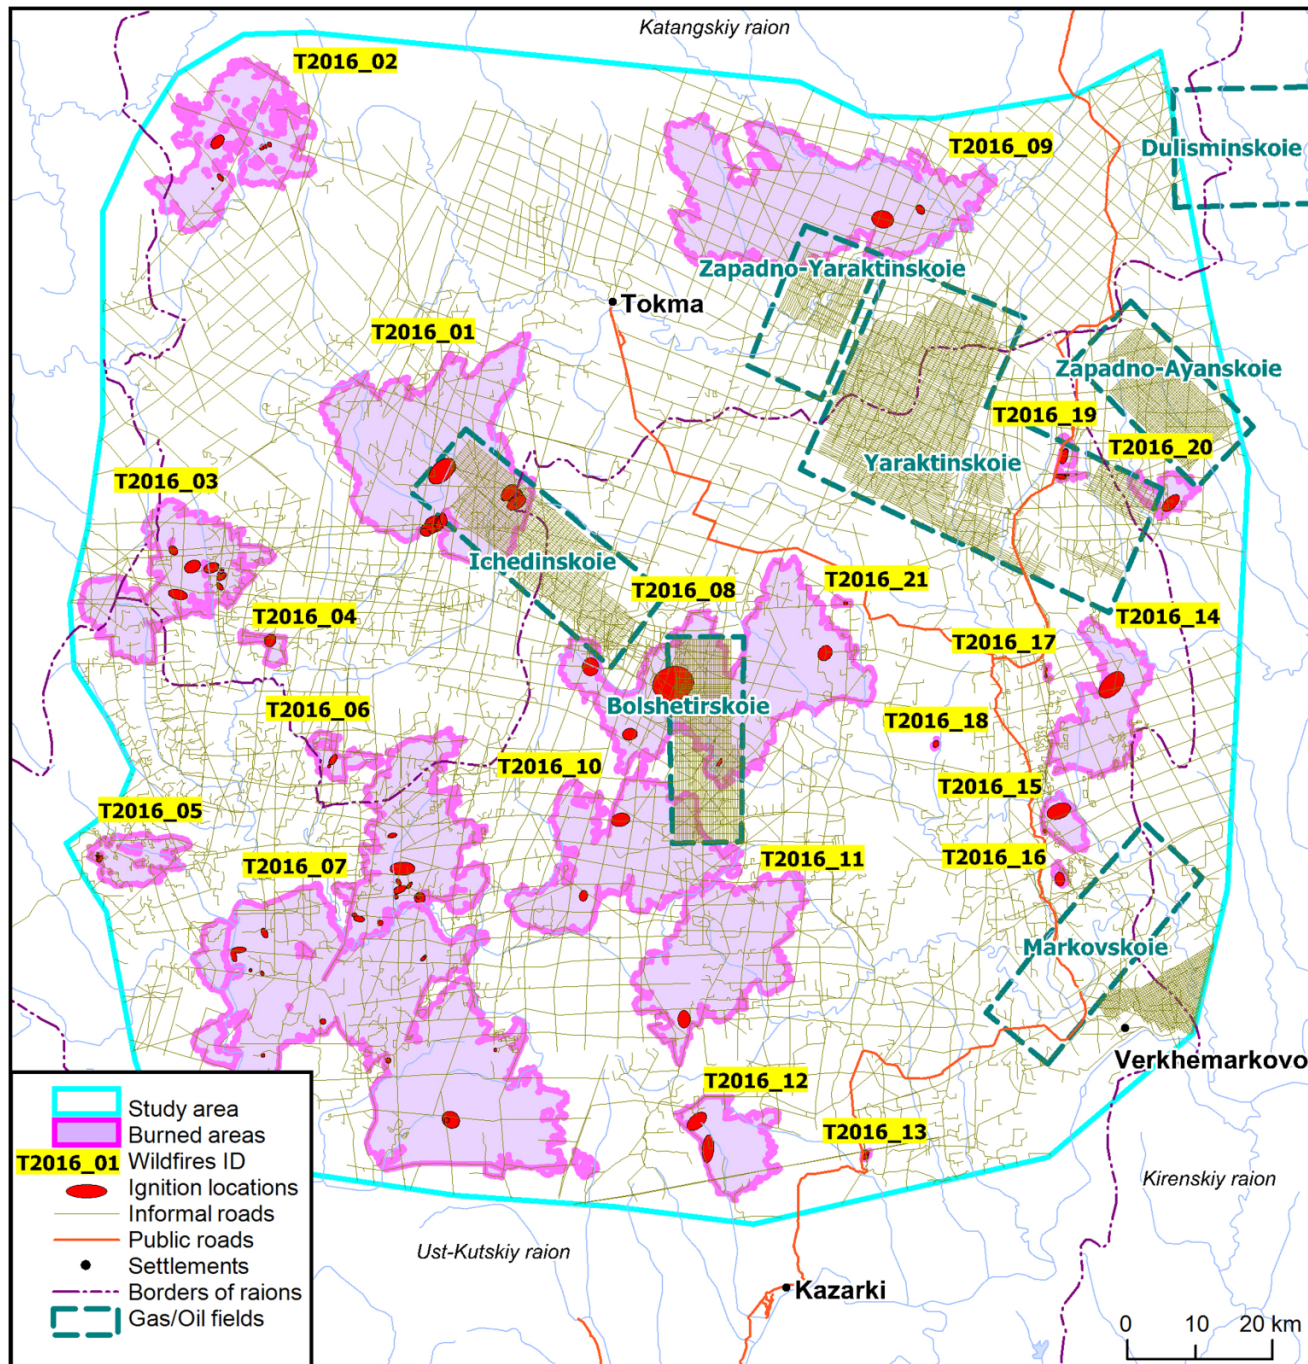 Katangskiy raion
T2016_02
T2016_09
Dulisminskoie
Zapadno-Yaraktinskoie
Tokma
T2016_01
Zapadno-Ayanskoie
T2016_19
T2016_20
T2016_03
Yaraktinskoie
Ichedinskoie
T2016_08
T2016_21
T2016_04
T2016_14
T2016_17
T2016_06
Bolshetirskoie
T2016_18
T2016_10
T2016_05
T2016_15
T2016_07
T2016_11
T2016_16
Markovskoie
Verkhemarkovo
T2016_12
T2016_13
Kirenskiy raion
Ust-Kutskiy raion
Kazarki
Study area
Burned areas
T2016_01 Wildfires ID
Ignition locations
Informal roads
Public roads
Settlements
Borders of raions
Gas/Oil fields
0 10 20 km